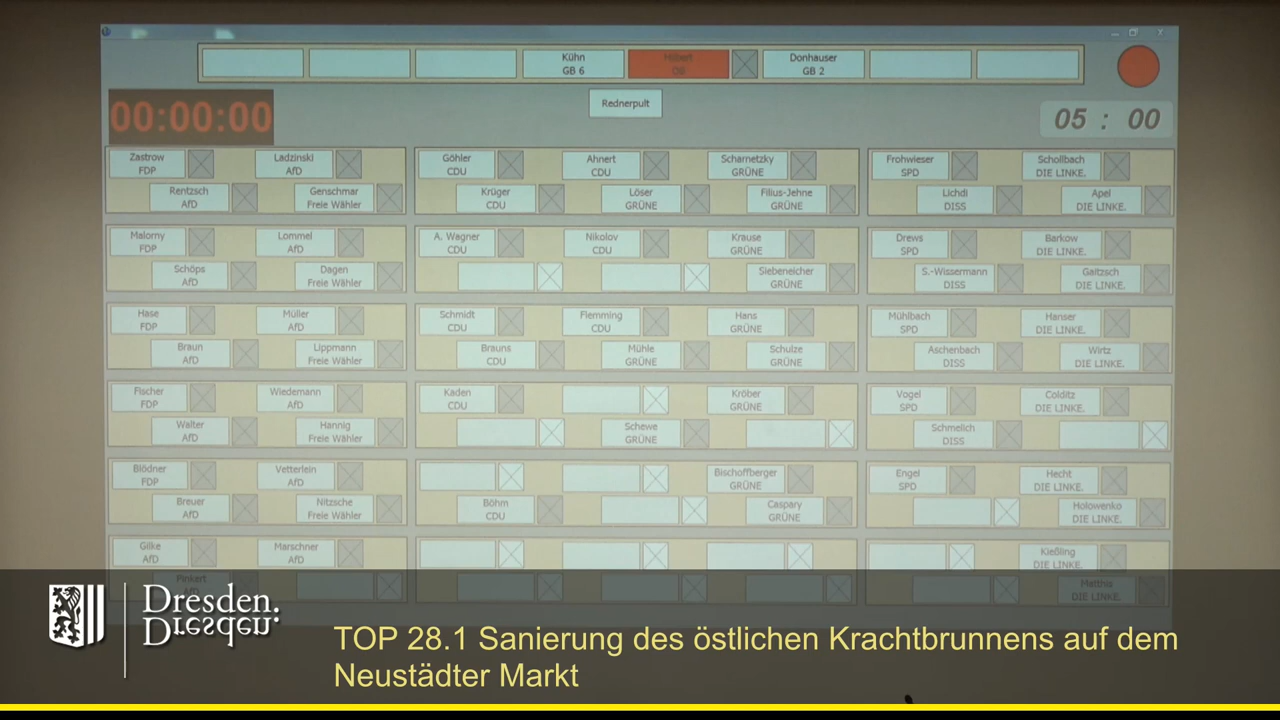 Kühn
GB 6
Hilbert
OB
Donhauser
GB 2
Rednerpult
00:00:00
05 : 00
Zastrow
FDP
Ladzinski
AfD
Göhler
CDU
Ahnert
CDU
Scharnetzky
GRÜNE
Frohwieser
SPD
Schollbach
DIE LINKE.
Rentzsch
AfD
Genschmar
Freie Wähler
Krüger
CDU
Löser
GRÜNE
Filius-Jehne
GRÜNE
Lichdi
DISS
Apel
DIE LINKE.
Malorny
FDP
Lommel
AfD
A. Wagner
CDU
Nikolov
CDU
Krause
GRÜNE
Drews
SPD
Barkow
DIE LINKE.
Schöps
AfD
Dagen
Freie Wähler
Siebeneicher
GRÜNE
S.-Wissermann
DISS
Gaitzsch
DIE LINKE.
Hase
FDP
Müller
AfD
Schmidt
CDU
Flemming
CDU
Hans
GRÜNE
Mühlbach
SPD
Hanser
DIE LINKE.
Braun
AfD
Lippmann
Freie Wähler
Brauns
CDU
Mühle
GRÜNE
Schulze
GRÜNE
Aschenbach
DISS
Wirtz
DIE LINKE.
Fischer
FDP
Wiedemann
AfD
Kaden
CDU
Kröber
GRÜNE
Vogel
SPD
Colditz
DIE LINKE.
Walter
AfD
Hannig
Freie Wähler
Schewe
GRÜNE
Schmelich
DISS
Blödner
FDP
Vetterlein
AfD
Bischoffberger
GRÜNE
Engel
SPD
Hecht
DIE LINKE.
Breuer
AfD
Nitzsche
Freie Wähler
Böhm
CDU
Caspary
GRÜNE
Holowenko
DIE LINKE.
Gilke
AfD
Marschner
AfD
Kießling
DIE LINKE.
Pinkert
Matthis
DIE LINKE.
Dresden.
Dresden.
TOP 28.1 Sanierung des östlichen Krachtbrunnens auf dem
Neustädter Markt